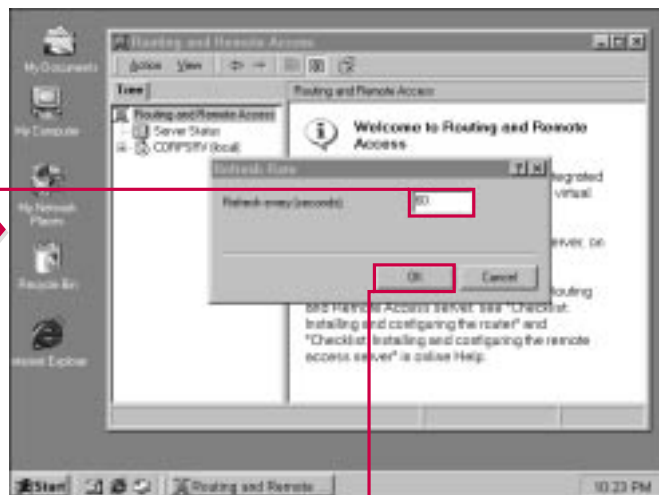 My Documents
My Computer
My Network
Places
Recycle Bin
Internet Explorer
Routing and Remote Access
Action View
Tree
Routing and Remote Access
Server Status
CORPSRV (local)
Routing and Remote Access
Welcome to Routing and Remote
Access
tegrated
virtual
Refresh Rate
Refresh every (seconds):
60
OK
Cancel
erver, on
outing
and Remote Access server, see "Checklist:
Installing and configuring the router" and
"Checklist: Installing and configuring the remote
access server" in online Help.
Start
Routing and Remote
10:23 PM